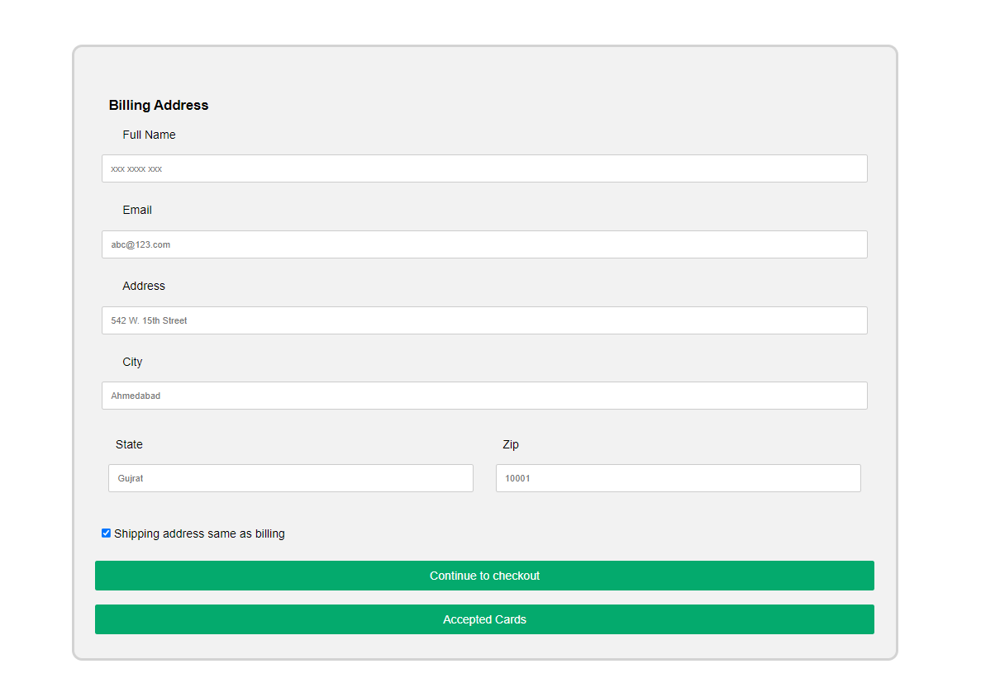 Billing Address
Full Name
xxx xxxx xxx
Email
abc@123.com
Address
542 W. 15th Street
City
Ahmedabad
State Zip
Gujrat 10001
Shipping address same as billing
Continue to checkout
Accepted Cards